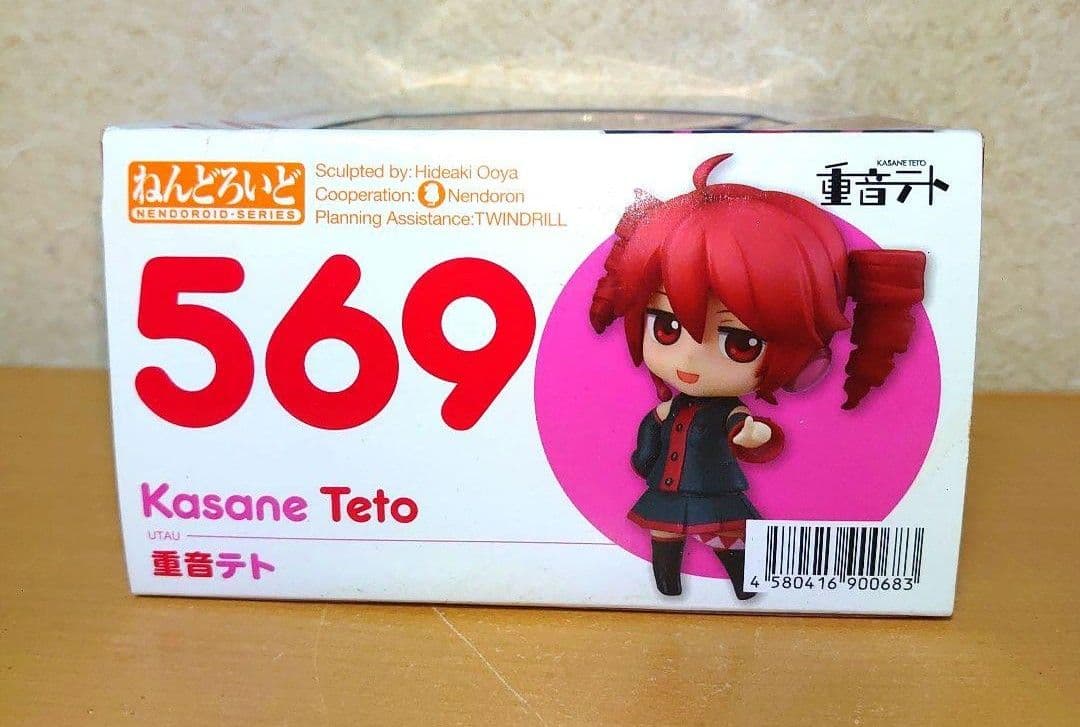 ねんどろいど
NENDOROID·SERIES
Sculpted by: Hideaki Ooya
Cooperation: Nendoron
Planning Assistance:TWINDRILL
KASANE TETO
重音テト
569
Kasane Teto
UTAU
重音テト
4 580416 900683